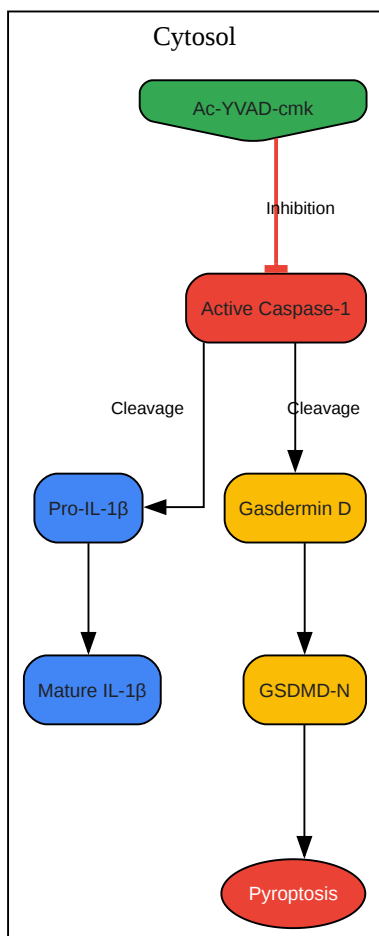 Cytosol
Ac-YVAD-cmk
Inhibition
Active Caspase-1
Cleavage
Cleavage
Pro-IL-1β
Gasdermin D
Mature IL-1β
GSDMD-N
Pyroptosis